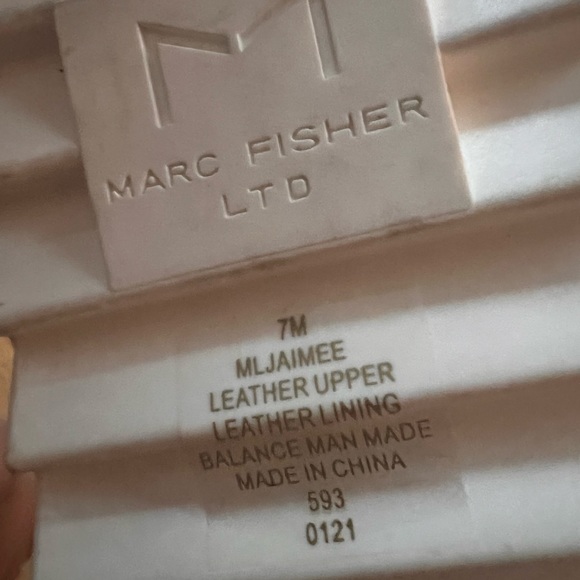 M
MARC FISHER
LTD
7M
MLJAIMEE
LEATHER UPPER
LEATHER LINING
BALANCE MAN MADE
MADE IN CHINA
593
0121